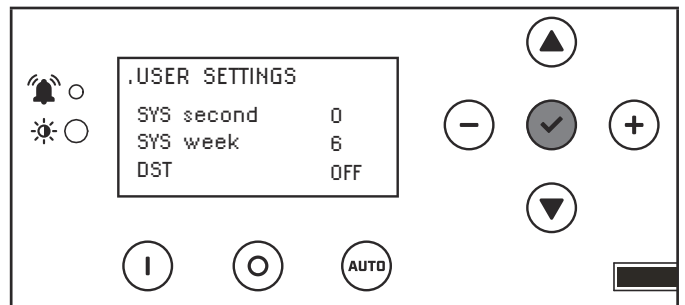 .USER SETTINGS
SYS second 0
SYS week 6
DST OFF
AUTO